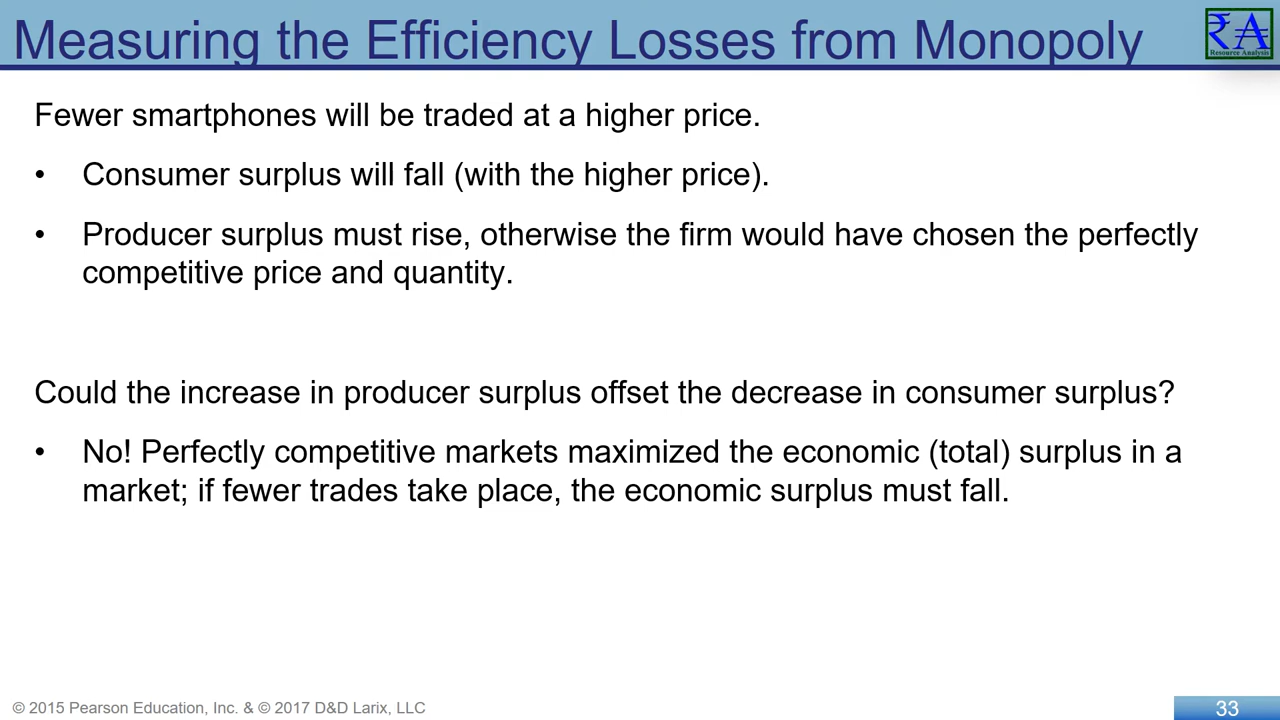 Measuring the Efficiency Losses from Monopoly
₹A
Resource Analysis
Fewer smartphones will be traded at a higher price.
• Consumer surplus will fall (with the higher price).
• Producer surplus must rise, otherwise the firm would have chosen the perfectly
competitive price and quantity.
Could the increase in producer surplus offset the decrease in consumer surplus?
• No! Perfectly competitive markets maximized the economic (total) surplus in a
market; if fewer trades take place, the economic surplus must fall.
© 2015 Pearson Education, Inc. & © 2017 D&D Larix, LLC
33